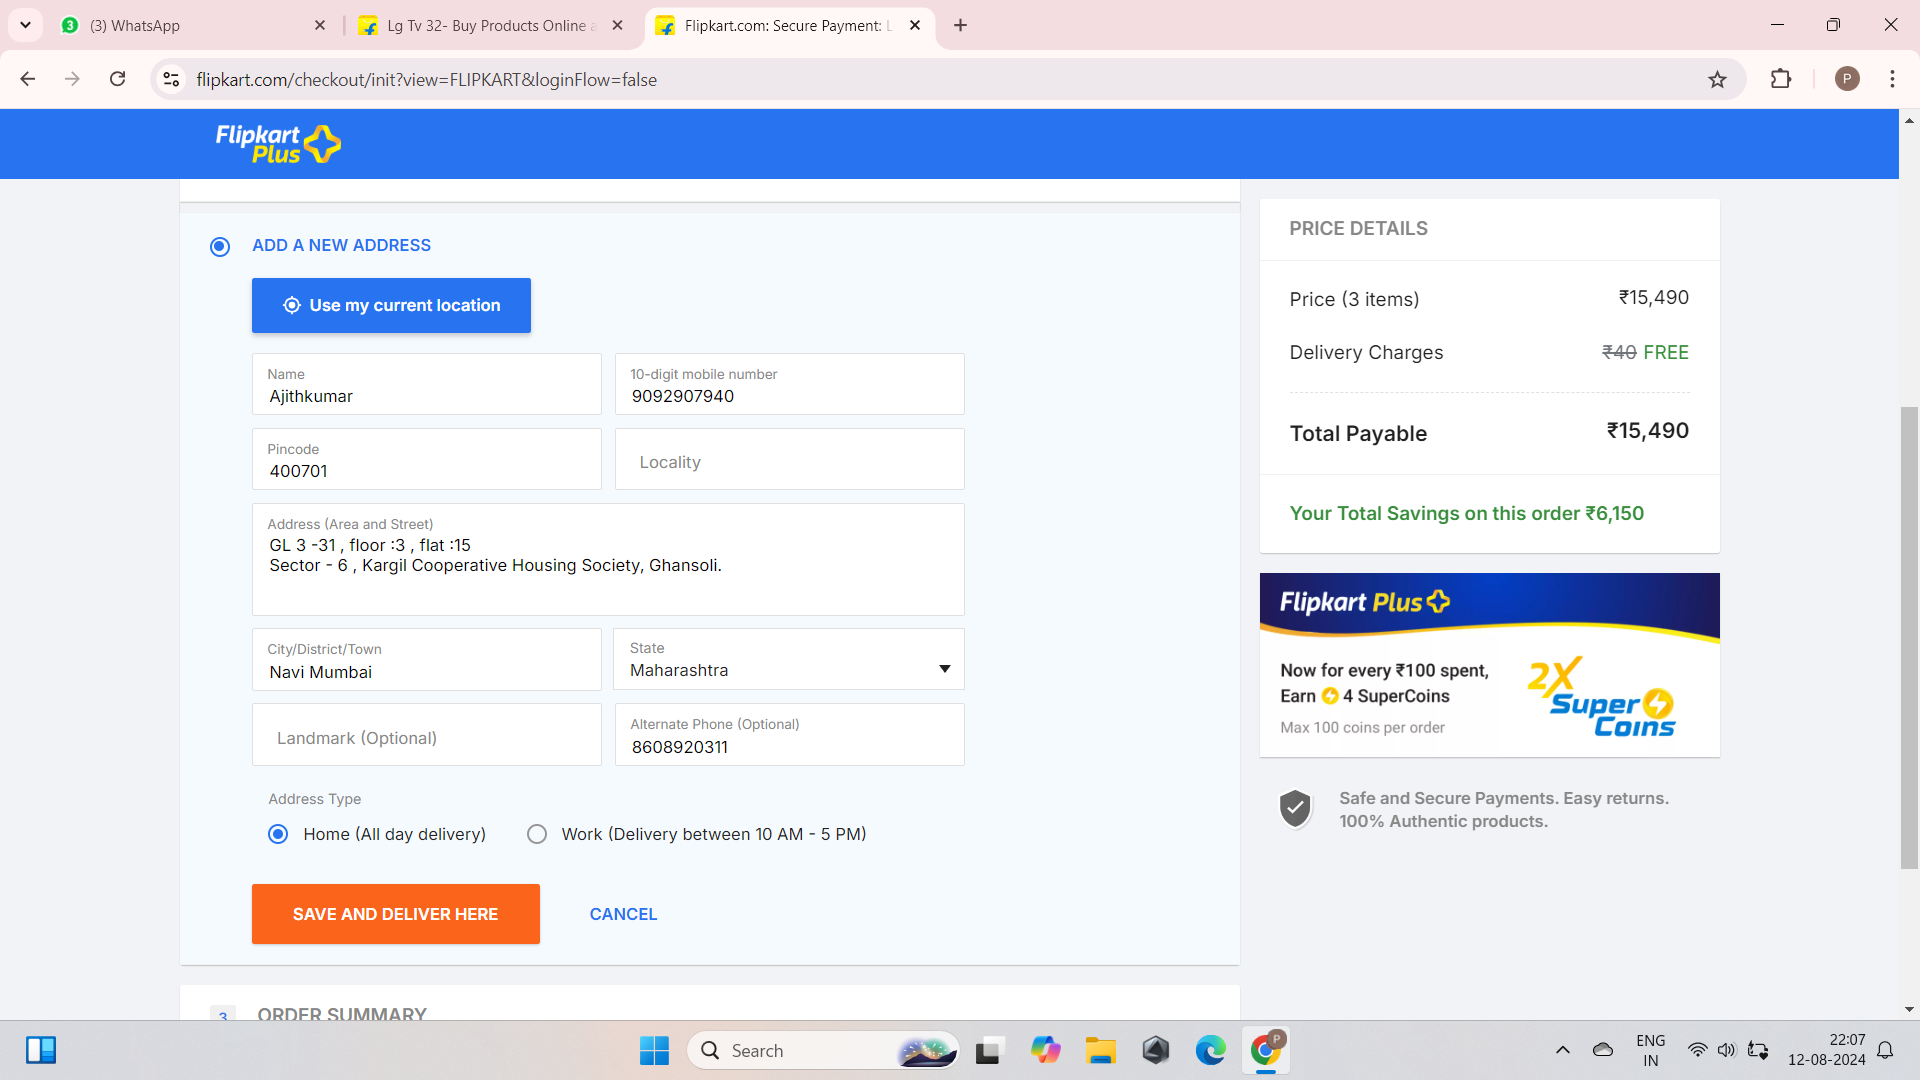 3
(3) WhatsApp
Lg Tv 32- Buy Products Online a
Flipkart.com: Secure Payment: L
flipkart.com/checkout/init?view=FLIPKART&loginFlow=false
P
Flipkart
Plus
ADD A NEW ADDRESS
Use my current location
Name
Ajithkumar
10-digit mobile number
9092907940
Pincode
400701
Locality
Address (Area and Street)
GL 3 -31 , floor :3 , flat :15
Sector - 6 , Kargil Cooperative Housing Society, Ghansoli.
City/District/Town
Navi Mumbai
State
Maharashtra
Landmark (Optional)
Alternate Phone (Optional)
8608920311
Address Type
Home (All day delivery)
Work (Delivery between 10 AM - 5 PM)
SAVE AND DELIVER HERE
CANCEL
3
ORDER SUMMARY
PRICE DETAILS
Price (3 items)
₹15,490
Delivery Charges
₹40 FREE
Total Payable
₹15,490
Your Total Savings on this order ₹6,150
Flipkart Plus
Now for every ₹100 spent,
Earn 4 SuperCoins
Max 100 coins per order
2X
Super
Coins
Safe and Secure Payments. Easy returns.
100% Authentic products.
Search
P
ENG
IN
22:07
12-08-2024